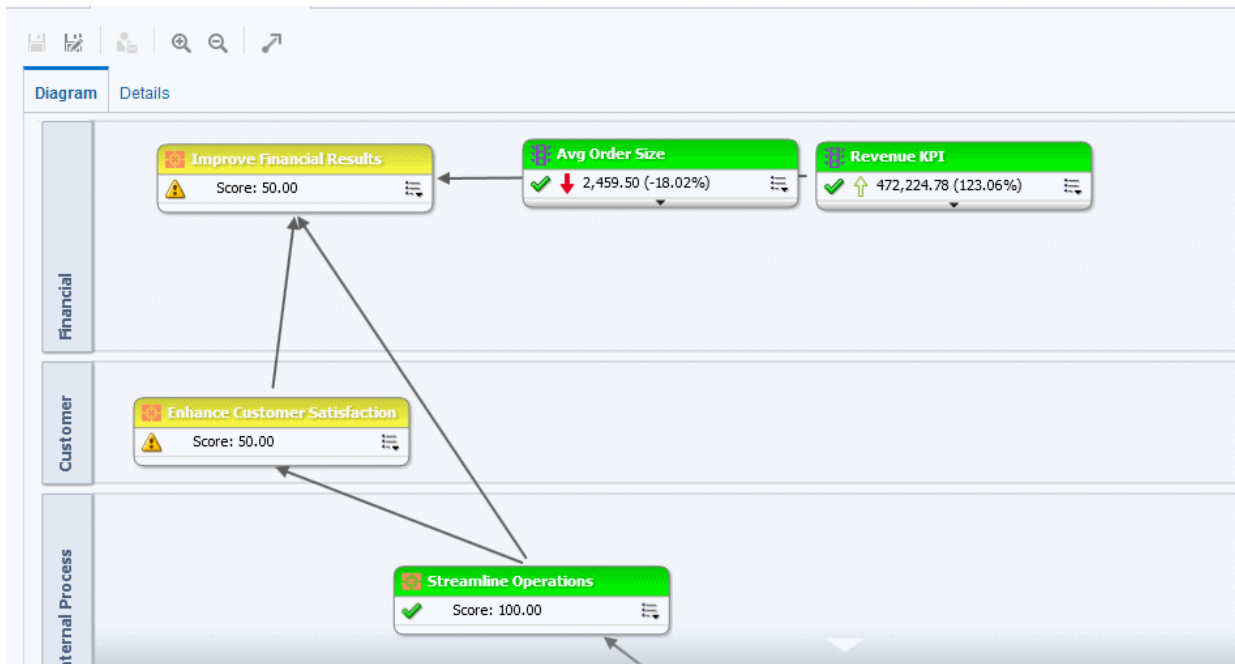 Diagram Details
Financial
Improve Financial Results
Score: 50.00
Avg Order Size
2,459.50 (-18.02%)
Revenue KPI
472,224.78 (123.06%)
Customer
Enhance Customer Satisfaction
Score: 50.00
nternal Process
Streamline Operations
Score: 100.00